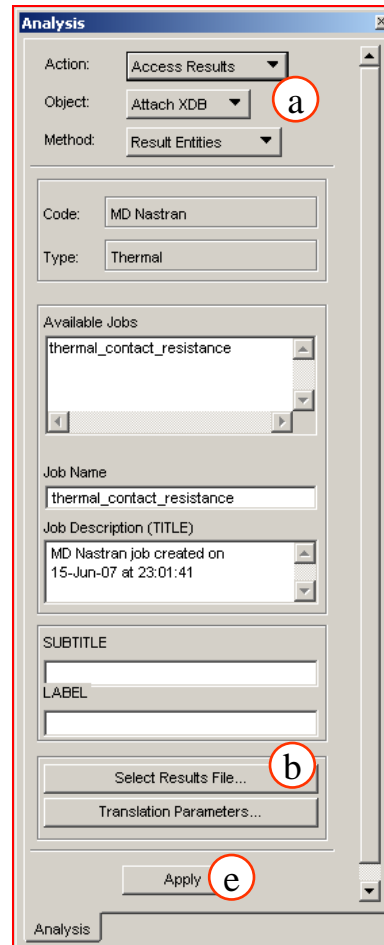 Analysis
Action: Access Results
a
Object: Attach XDB
Method: Result Entities
Code: MD Nastran
Type: Thermal
Available Jobs
thermal_contact_resistance
Job Name
thermal_contact_resistance
Job Description (TITLE)
MD Nastran job created on
15-Jun-07 at 23:01:41
SUBTITLE
LABEL
b
Select Results File...
Translation Parameters...
Apply e
Analysis